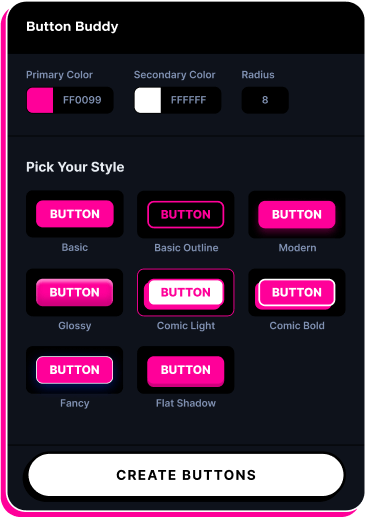 Button Buddy
Primary Color Secondary Color Radius
FF0099 FFFFFF 8
Pick Your Style
BUTTON BUTTON BUTTON
Basic Basic Outline Modern
BUTTON BUTTON BUTTON
Glossy Comic Light Comic Bold
BUTTON BUTTON
Fancy Flat Shadow
CREATE BUTTONS